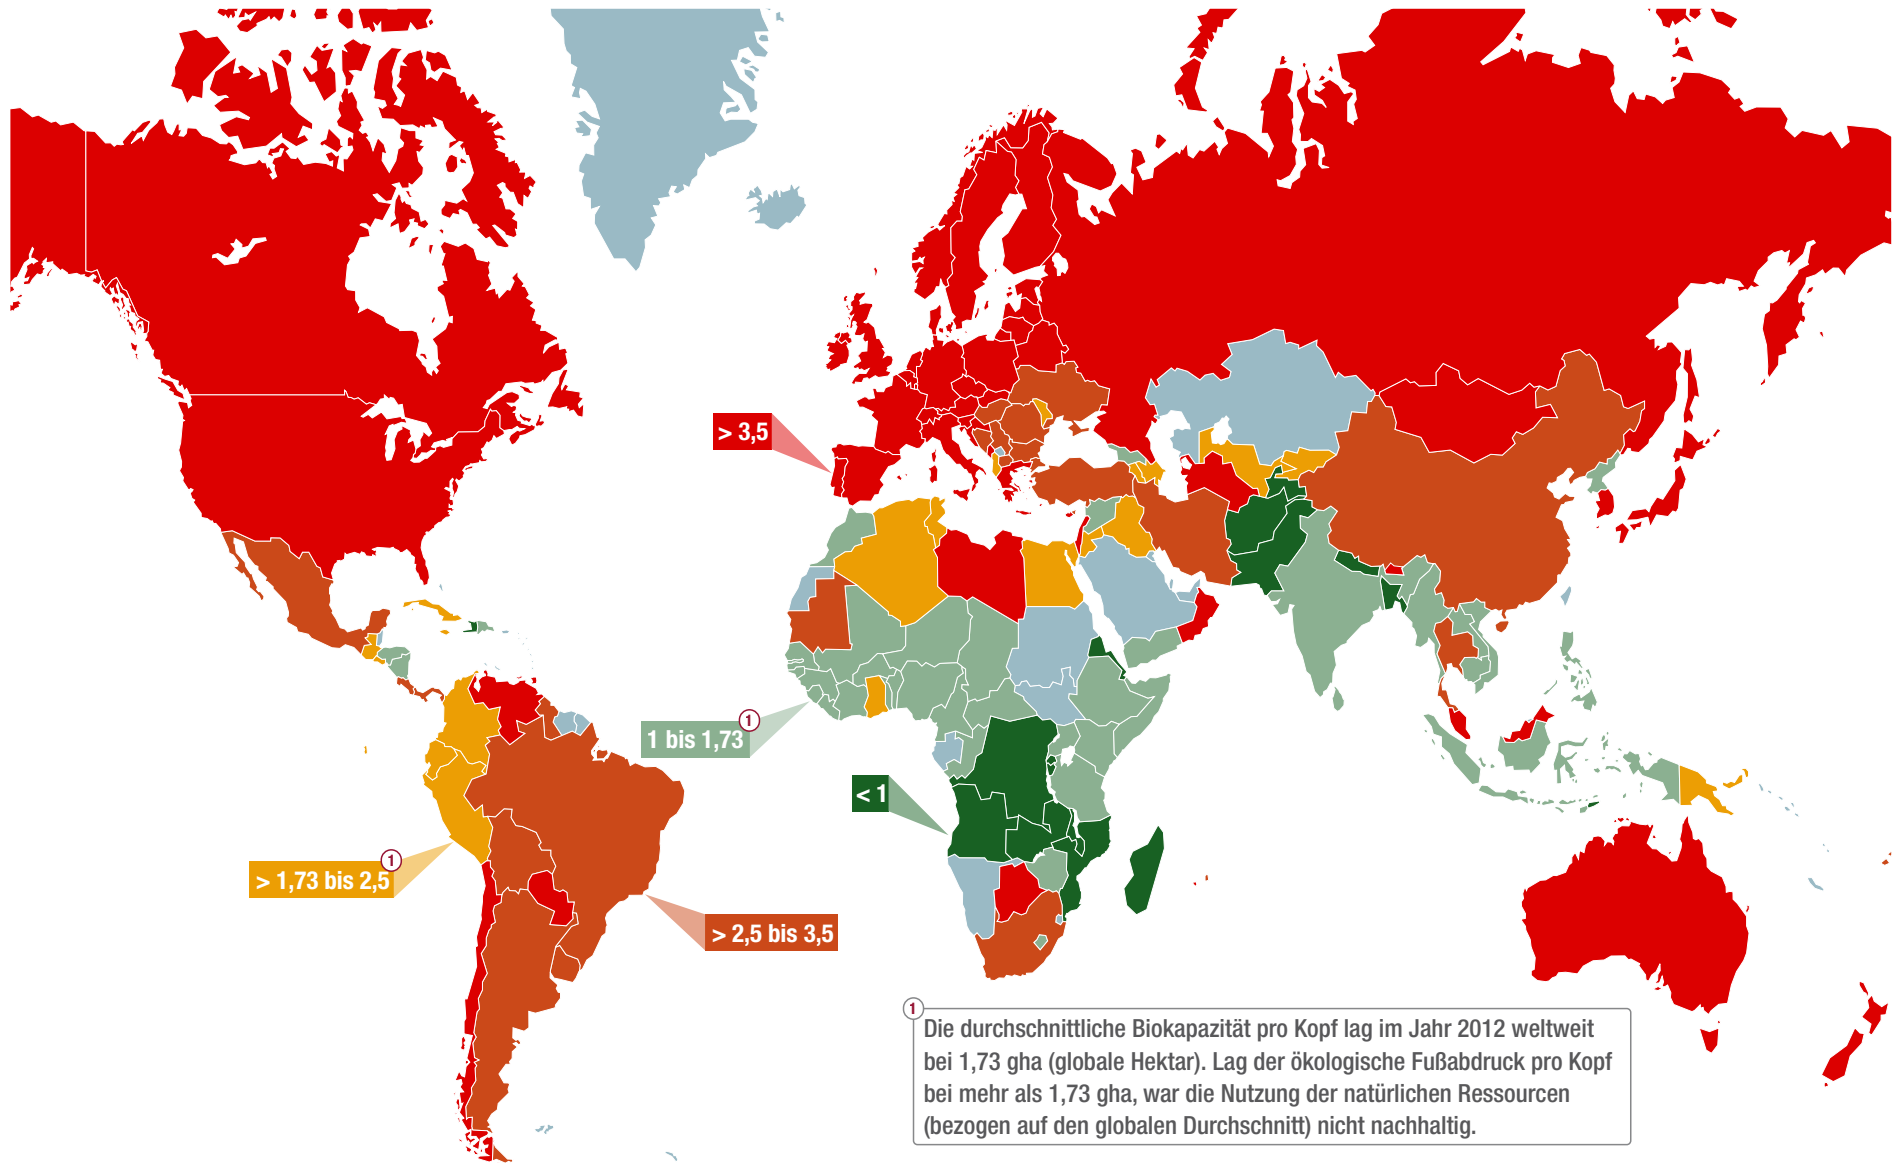 > 3,5
1 bis 1,73
1
< 1
> 1,73 bis 2,5
1
> 2,5 bis 3,5
1
Die durchschnittliche Biokapazität pro Kopf lag im Jahr 2012 weltweit
bei 1,73 gha (globale Hektar). Lag der ökologische Fußabdruck pro Kopf
bei mehr als 1,73 gha, war die Nutzung der natürlichen Ressourcen
(bezogen auf den globalen Durchschnitt) nicht nachhaltig.